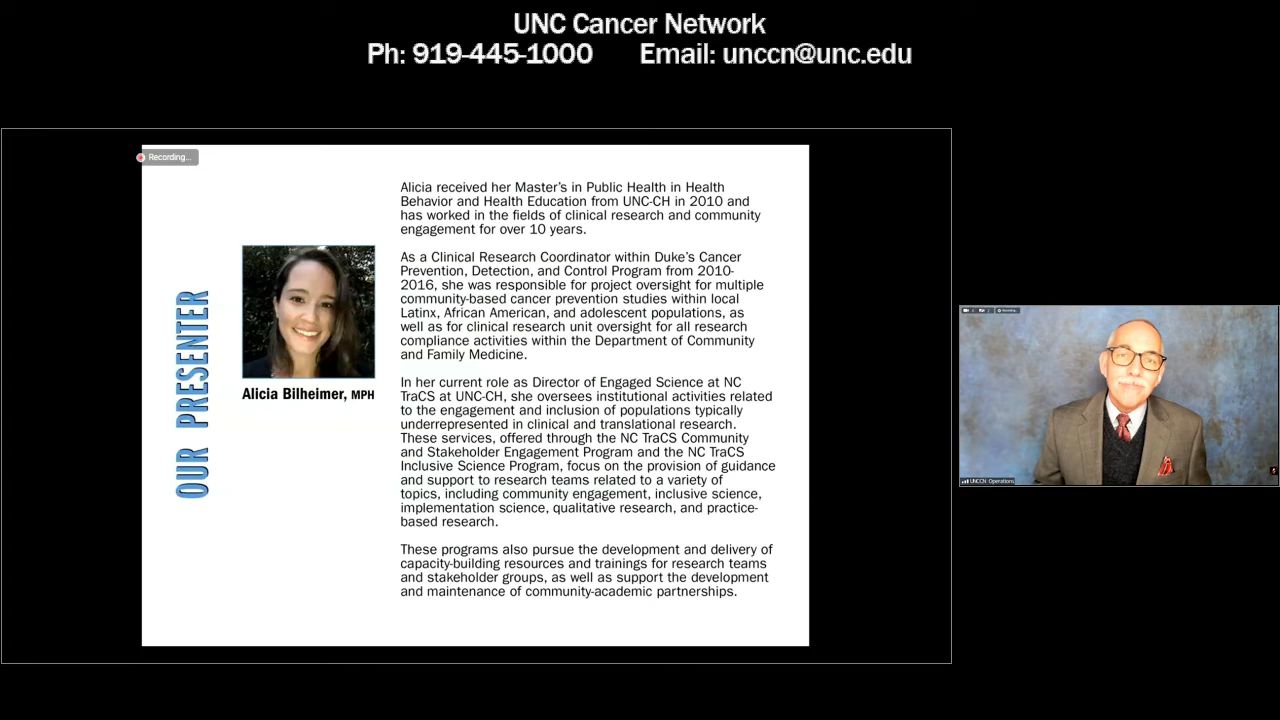 UNC Cancer Network
Ph: 919-445-1000 Email: unccn@unc.edu
Recording...
OUR PRESENTER
Alicia Bilheimer, MPH
Alicia received her Master's in Public Health in Health
Behavior and Health Education from UNC-CH in 2010 and
has worked in the fields of clinical research and community
engagement for over 10 years.
As a Clinical Research Coordinator within Duke's Cancer
Prevention, Detection, and Control Program from 2010-
2016, she was responsible for project oversight for multiple
community-based cancer prevention studies within local
Latinx, African American, and adolescent populations, as
well as for clinical research unit oversight for all research
compliance activities within the Department of Community
and Family Medicine.
In her current role as Director of Engaged Science at NC
TraCS at UNC-CH, she oversees institutional activities related
to the engagement and inclusion of populations typically
underrepresented in clinical and translational research.
These services, offered through the NC TraCS Community
and Stakeholder Engagement Program and the NC TraCS
Inclusive Science Program, focus on the provision of guidance
and support to research teams related to a variety of
topics, including community engagement, inclusive science,
implementation science, qualitative research, and practice-
based research.
These programs also pursue the development and delivery of
capacity-building resources and trainings for research teams
and stakeholder groups, as well as support the development
and maintenance of community-academic partnerships.
Recording...
UNCCN Operations